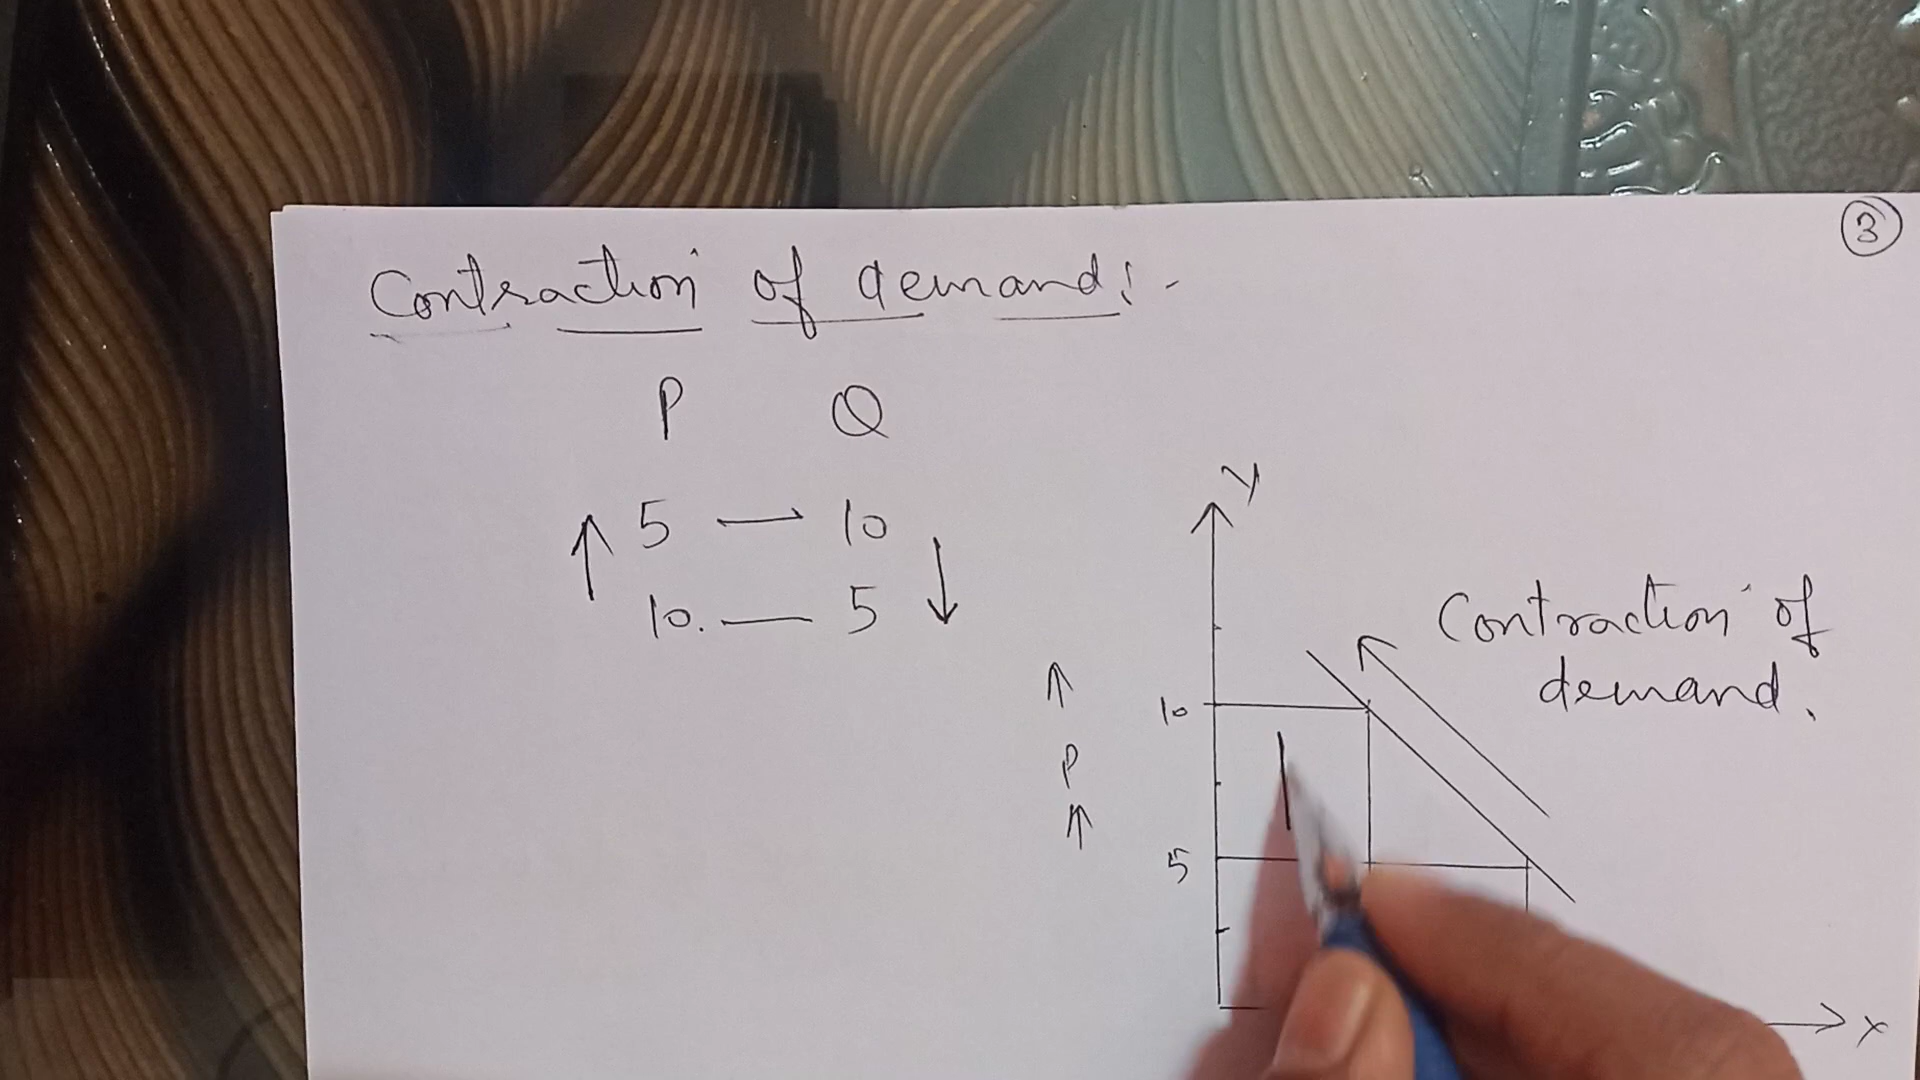 3
Contraction of demand:-
P Q
↑ 5 — 10 ↓
10. — 5
y
Contraction of
demand.
↑
10
P
↑
5
x